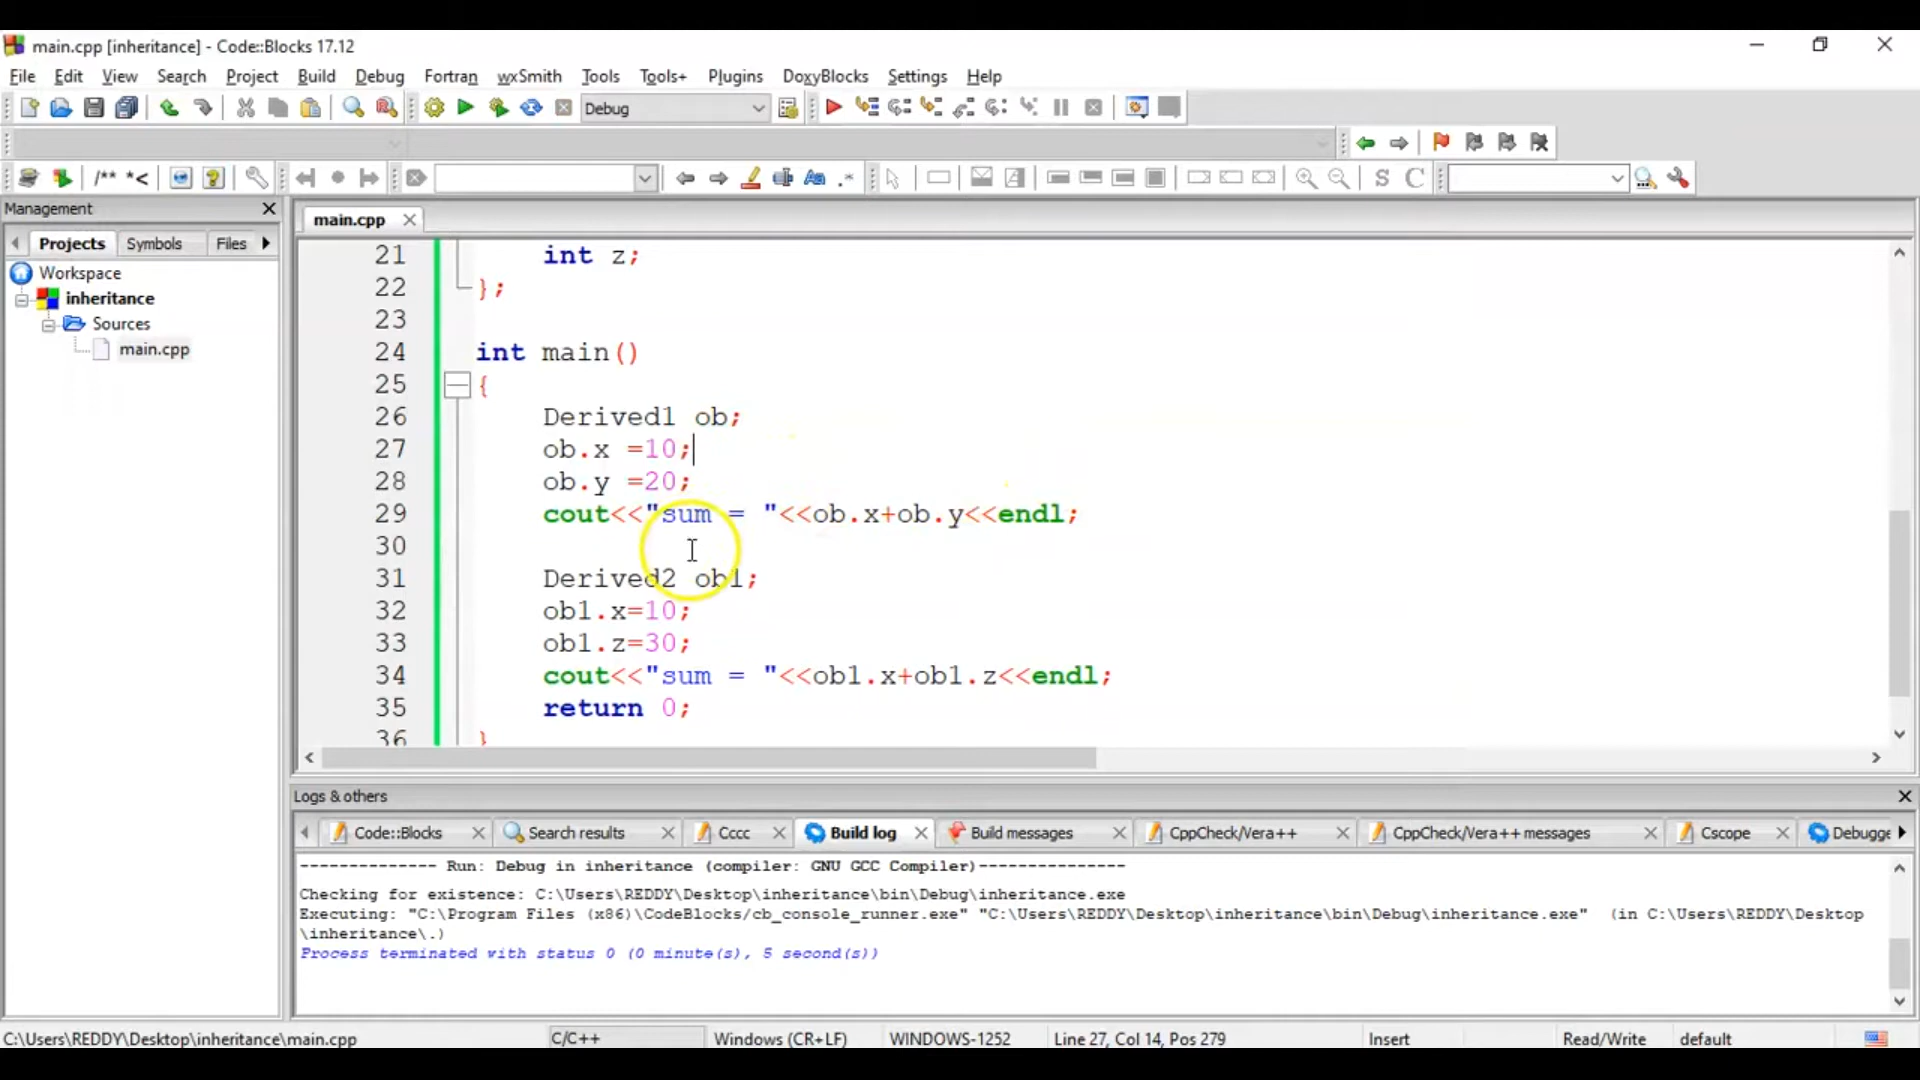 main.cpp [inheritance] - Code::Blocks 17.12
File Edit View Search Project Build Debug Fortran wxSmith Tools Tools+ Plugins DoxyBlocks Settings Help
Debug
/** *<
S C
Management
Projects Symbols Files
main.cpp
Workspace
inheritance
Sources
main.cpp
21 int z;
22 };
23
24 int main()
25 {
26 Derived1 ob;
27 ob.x =10;
28 ob.y =20;
29 cout<<"sum = "<<ob.x+ob.y<<endl;
30
31 Derived2 ob1;
32 ob1.x=10;
33 ob1.z=30;
34 cout<<"sum = "<<ob1.x+ob1.z<<endl;
35 return 0;
36 }
Logs & others
Code::Blocks Search results Cccc Build log Build messages CppCheck/Vera++ CppCheck/Vera++ messages Cscope Debugge
-------------- Run: Debug in inheritance (compiler: GNU GCC Compiler)---------------
Checking for existence: C:\Users\REDDY\Desktop\inheritance\bin\Debug\inheritance.exe
Executing: "C:\Program Files (x86)\CodeBlocks/cb_console_runner.exe" "C:\Users\REDDY\Desktop\inheritance\bin\Debug\inheritance.exe" (in C:\Users\REDDY\Desktop
\inheritance\.)
Process terminated with status 0 (0 minute(s), 5 second(s))
C:\Users\REDDY\Desktop\inheritance\main.cpp C/C++ Windows (CR+LF) WINDOWS-1252 Line 27, Col 14, Pos 279 Insert Read/Write default